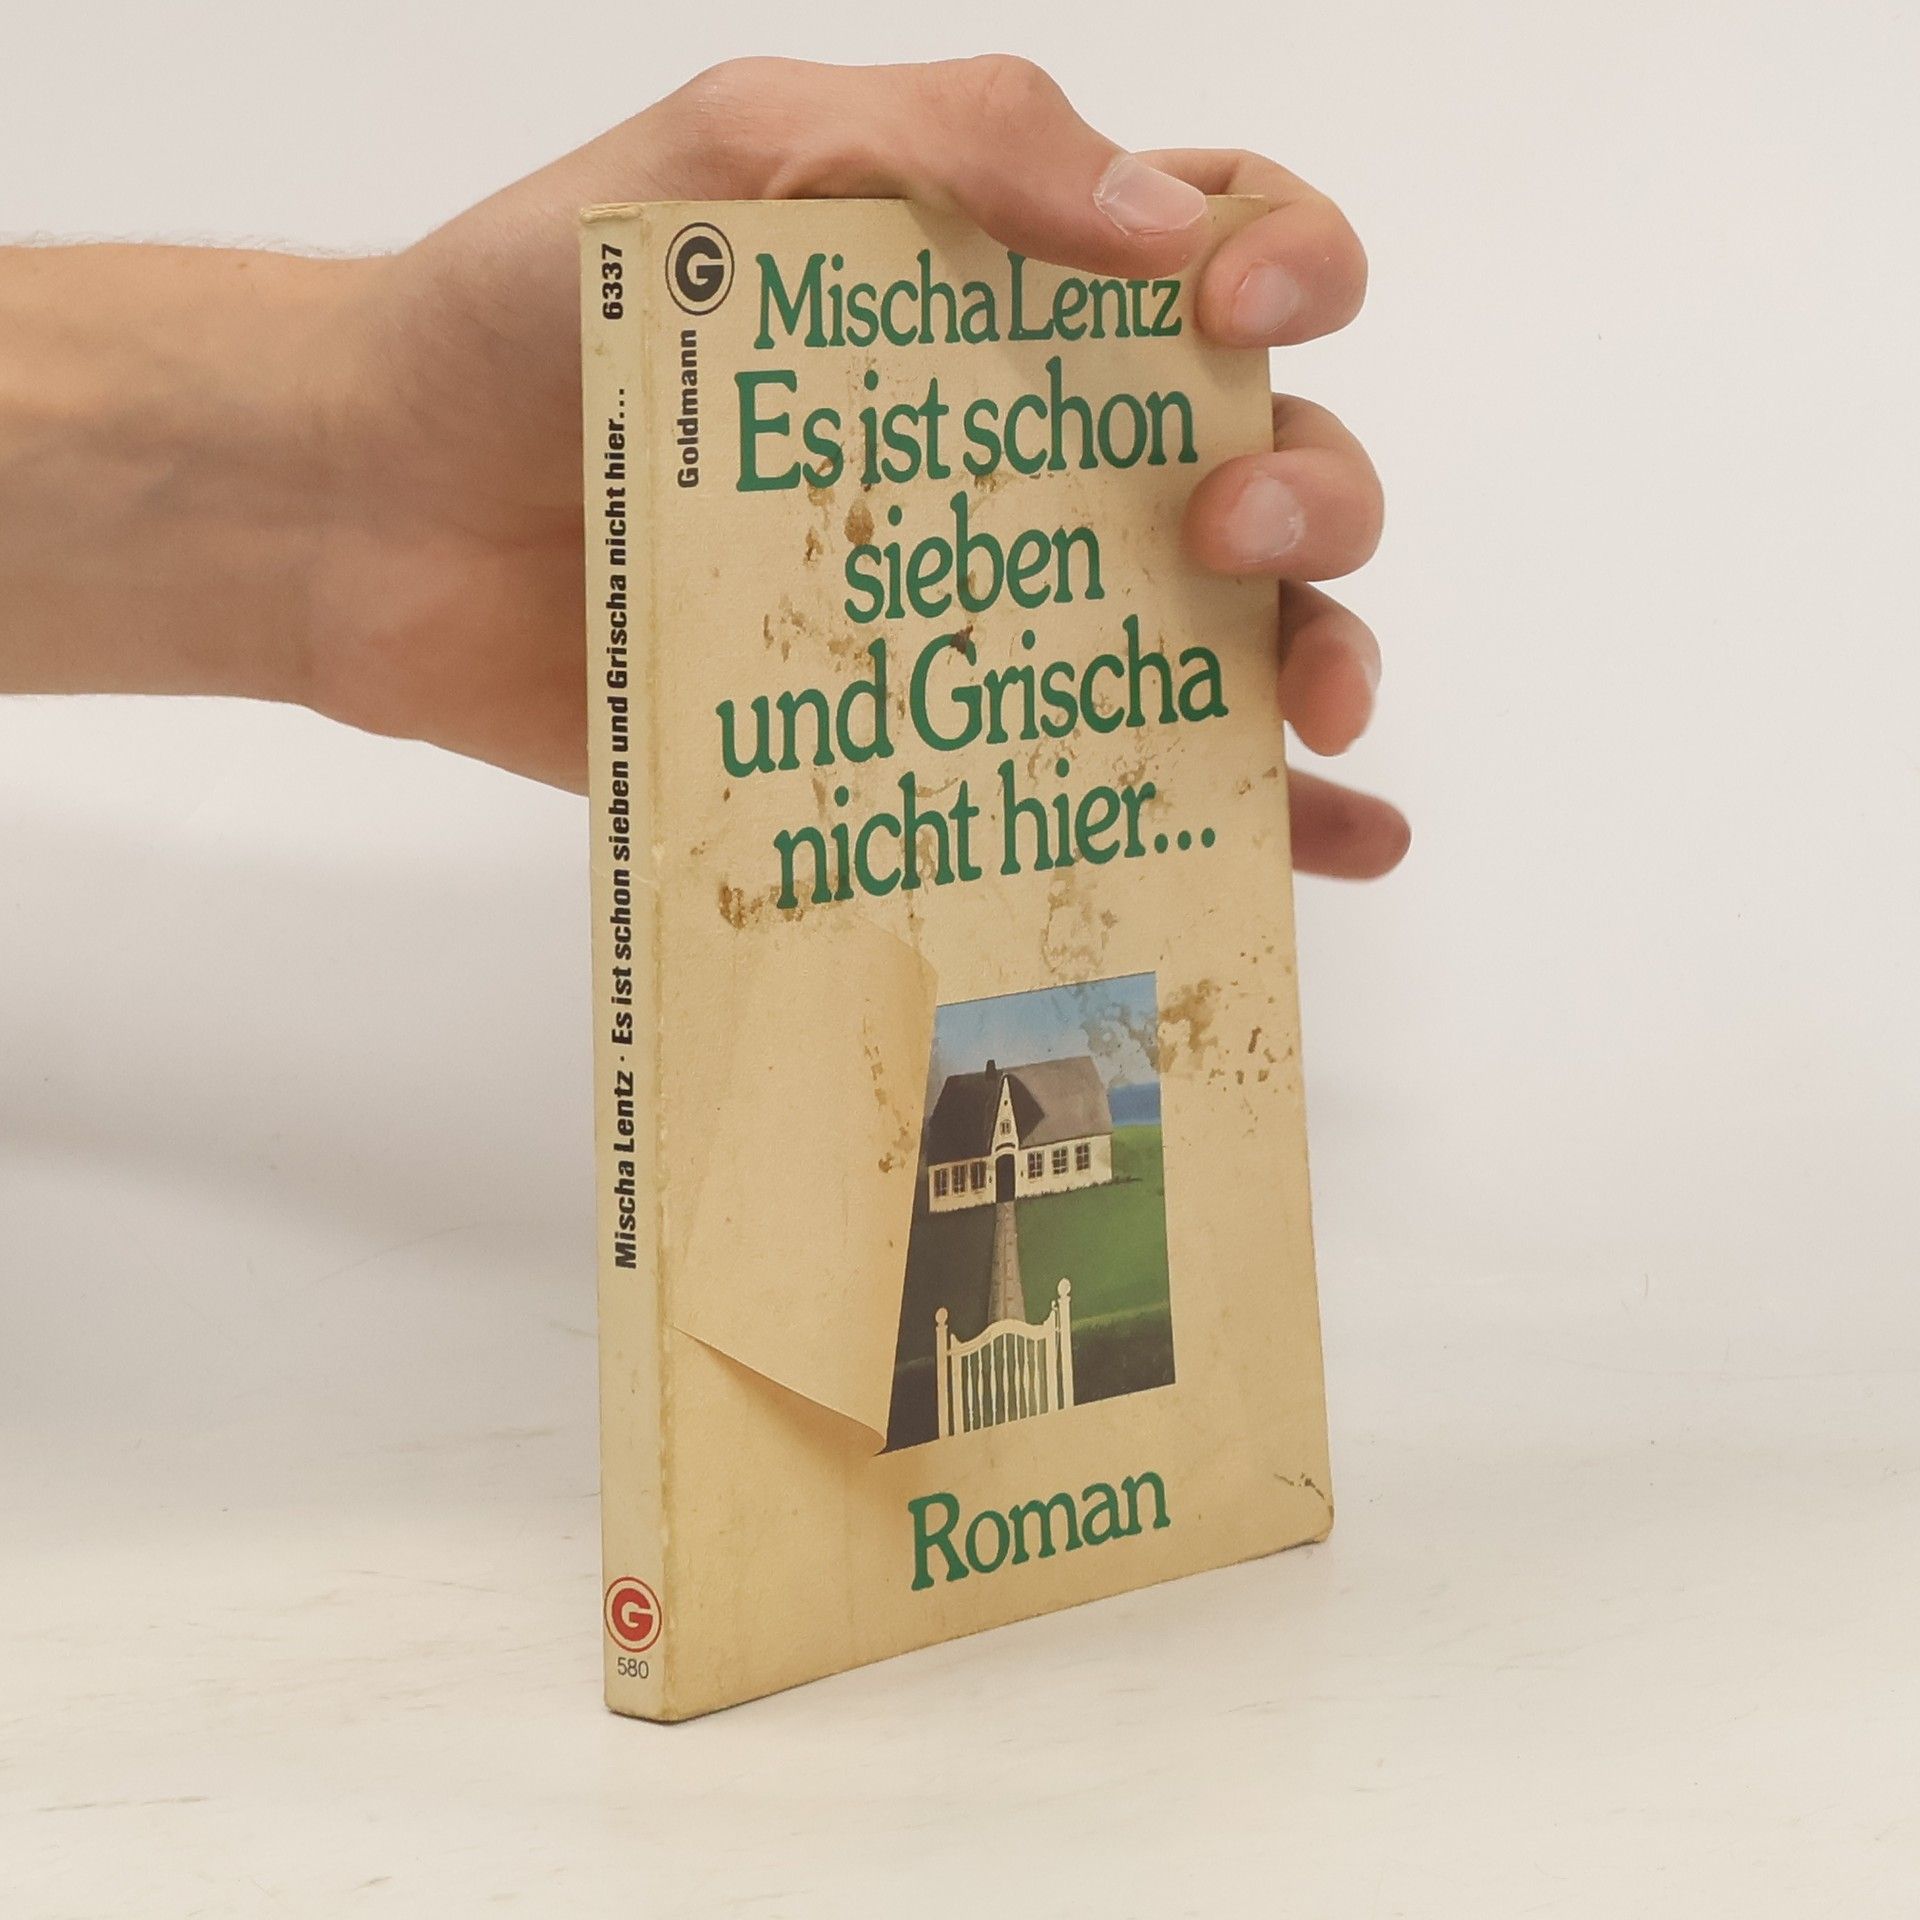 6337
Mischa Lentz · Es ist schon sieben und Grischa nicht hier...
G
580
G
Goldmann
Mischa Lentz
Es ist schon
sieben
und Grischa
nicht hier...
Roman